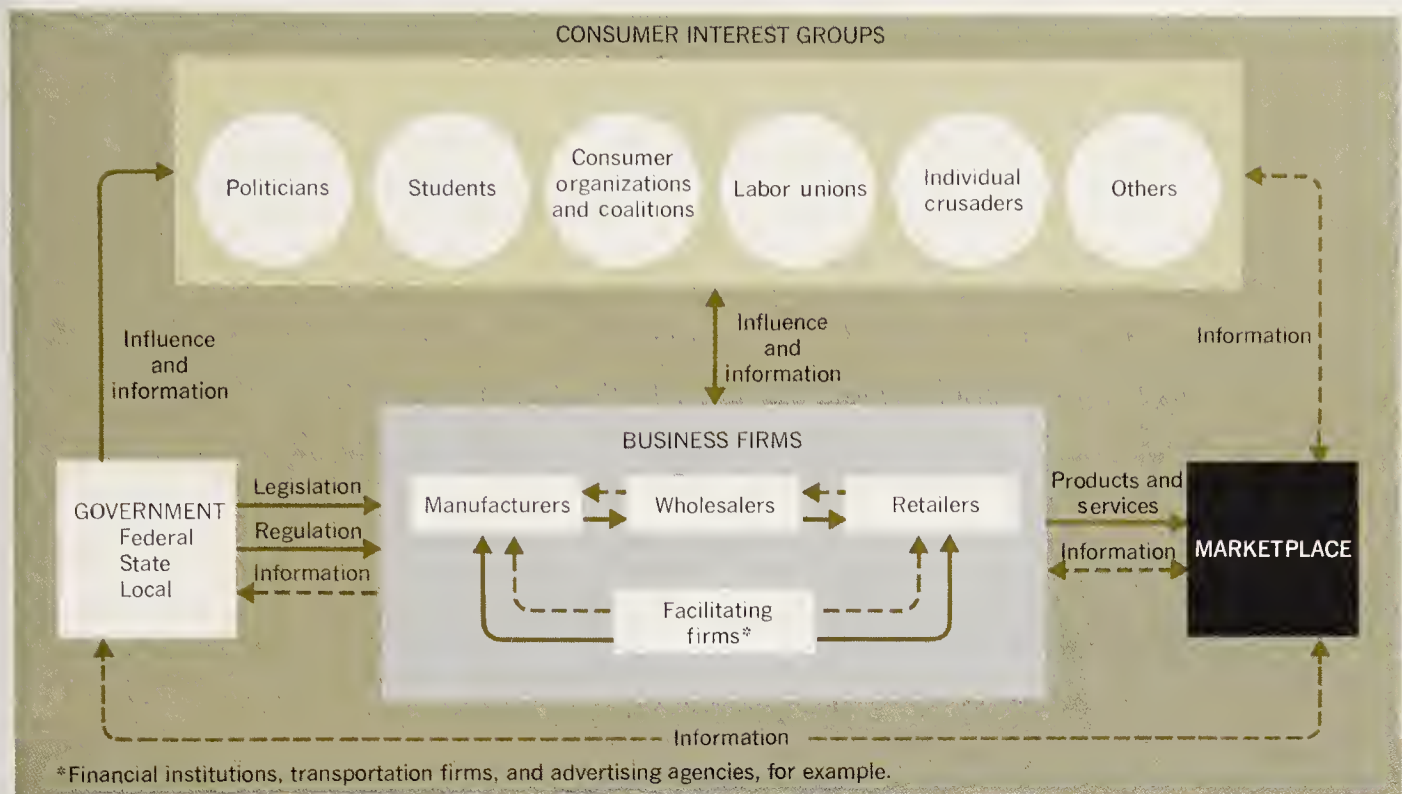 CONSUMER INTEREST GROUPS
Politicians
Students
Consumer
organizations
and coalitions
Labor unions
Individual
crusaders
Others
Influence
and
information
Influence
and
information
Information
BUSINESS FIRMS
GOVERNMENT
Federal
State
Local
Legislation
Regulation
Information
Manufacturers
Wholesalers
Retailers
Facilitating
firms*
Products and
services
Information
MARKETPLACE
Information
*Financial institutions, transportation firms, and advertising agencies, for example.